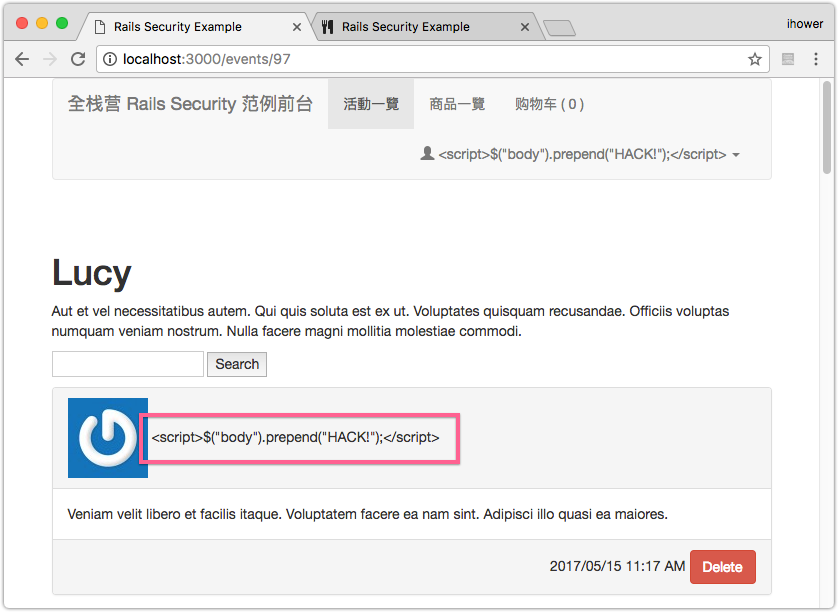 Rails Security Example
Rails Security Example
ihower
localhost:3000/events/97
全栈营 Rails Security 范例前台
活動一覽
商品一覽
购物车 ( 0 )
<script>$("body").prepend("HACK!");</script>
Lucy
Aut et vel necessitatibus autem. Qui quis soluta est ex ut. Voluptates quisquam recusandae. Officiis voluptas
numquam veniam nostrum. Nulla facere magni mollitia molestiae commodi.
Search
<script>$("body").prepend("HACK!");</script>
Veniam velit libero et facilis itaque. Voluptatem facere ea nam sint. Adipisci illo quasi ea maiores.
2017/05/15 11:17 AM
Delete